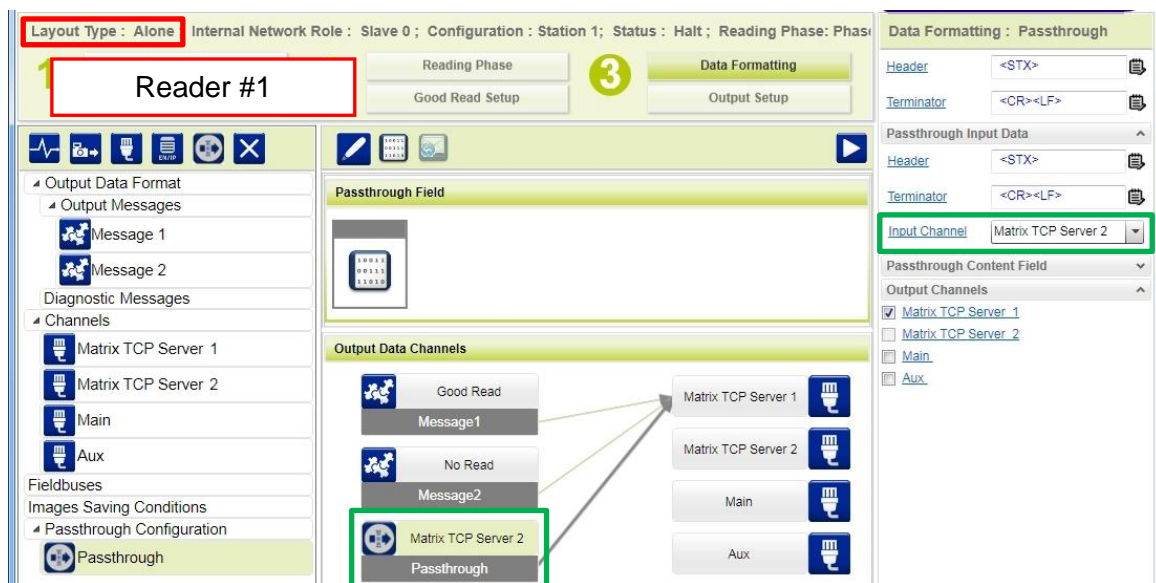 Layout Type : Alone Internal Network Role : Slave 0 ; Configuration : Station 1; Status : Halt ; Reading Phase: Phas
1
Reader #1
Reading Phase
Good Read Setup
3
Data Formatting
Output Setup
EN/IP
Output Data Format
Output Messages
Message 1
Message 2
Diagnostic Messages
Channels
Matrix TCP Server 1
Matrix TCP Server 2
Main
Aux
Fieldbuses
Images Saving Conditions
Passthrough Configuration
Passthrough
Passthrough Field
10011
00111
11010
Output Data Channels
Good Read
Message1
No Read
Message2
Matrix TCP Server 2
Passthrough
Matrix TCP Server 1
Matrix TCP Server 2
Main
Aux
Data Formatting : Passthrough
Header <STX>
Terminator <CR><LF>
Passthrough Input Data
Header <STX>
Terminator <CR><LF>
Input Channel Matrix TCP Server 2
Passthrough Content Field
Output Channels
Matrix TCP Server 1
Matrix TCP Server 2
Main
Aux